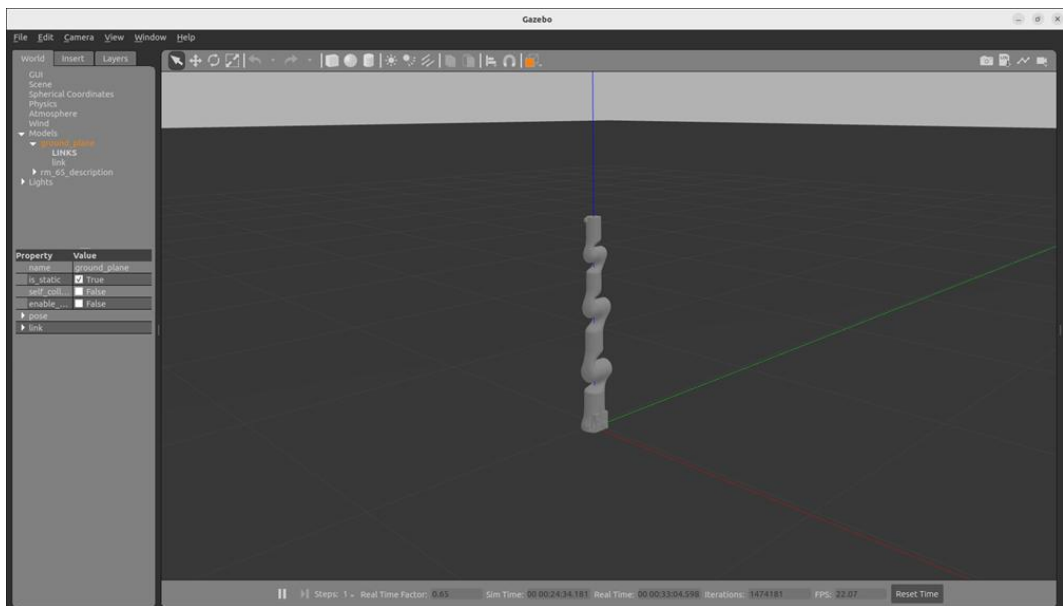 Gazebo
File Edit Camera View Window Help
World Insert Layers
GUI
Scene
Spherical Coordinates
Physics
Atmosphere
Wind
Models
ground_plane
LINKS
link
rm_65_description
Lights
Property Value
name ground_plane
is_static True
self_coll... False
enable_... False
pose
link
Steps: 1 Real Time Factor: 0.65 Sim Time: 00 00:24:34.181 Real Time: 00 00:33:04.598 Iterations: 1474181 FPS: 22.07 Reset Time